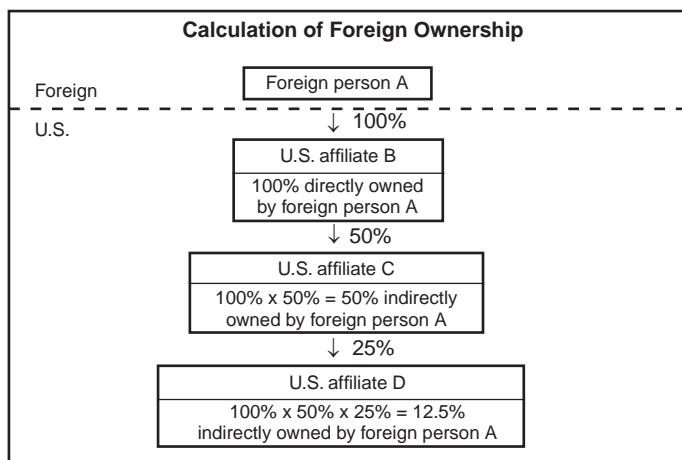 Calculation of Foreign Ownership
Foreign person A
Foreign
U.S.
↓ 100%
U.S. affiliate B
100% directly owned
by foreign person A
↓ 50%
U.S. affiliate C
100% x 50% = 50% indirectly
owned by foreign person A
↓ 25%
U.S. affiliate D
100% x 50% x 25% = 12.5%
indirectly owned by foreign person A